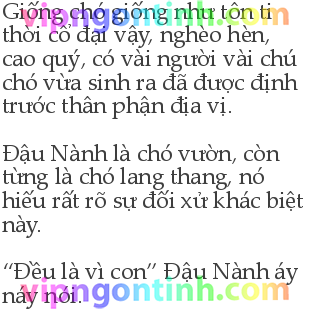 Giống chó giống như tôn ti
thời cổ đại vậy, nghèo hèn,
cao quý, có vài người vài chú
chó vừa sinh ra đã được định
trước thân phận địa vị.
Đậu Nành là chó vườn, còn
từng là chó lang thang, nó
hiểu rất rõ sự đối xử khác biệt
này.
“Đều là vì con” Đậu Nành áy
náy nói.
vipngontinh.com
vipngontinh.com